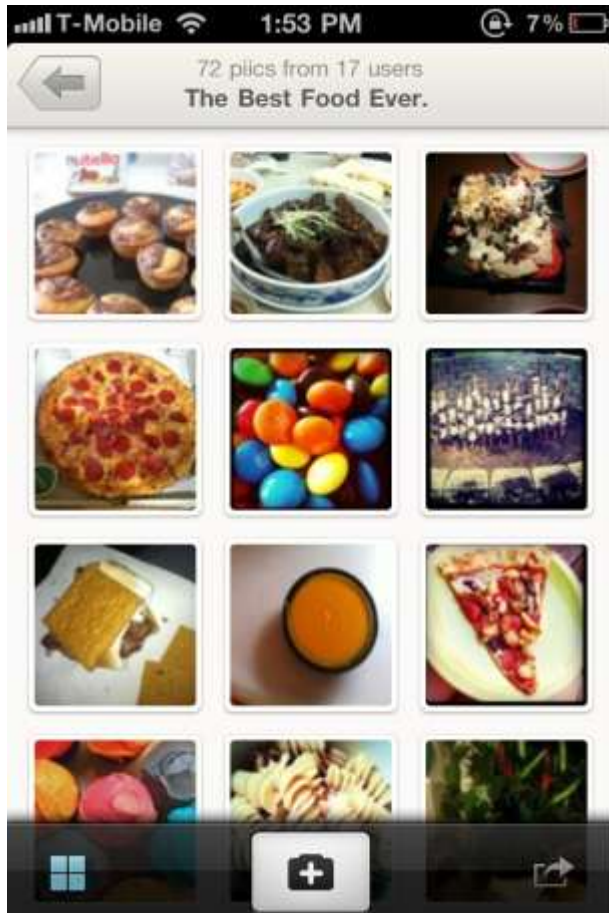 T-Mobile 1:53 PM 7%
72 piics from 17 users
The Best Food Ever.
nutella